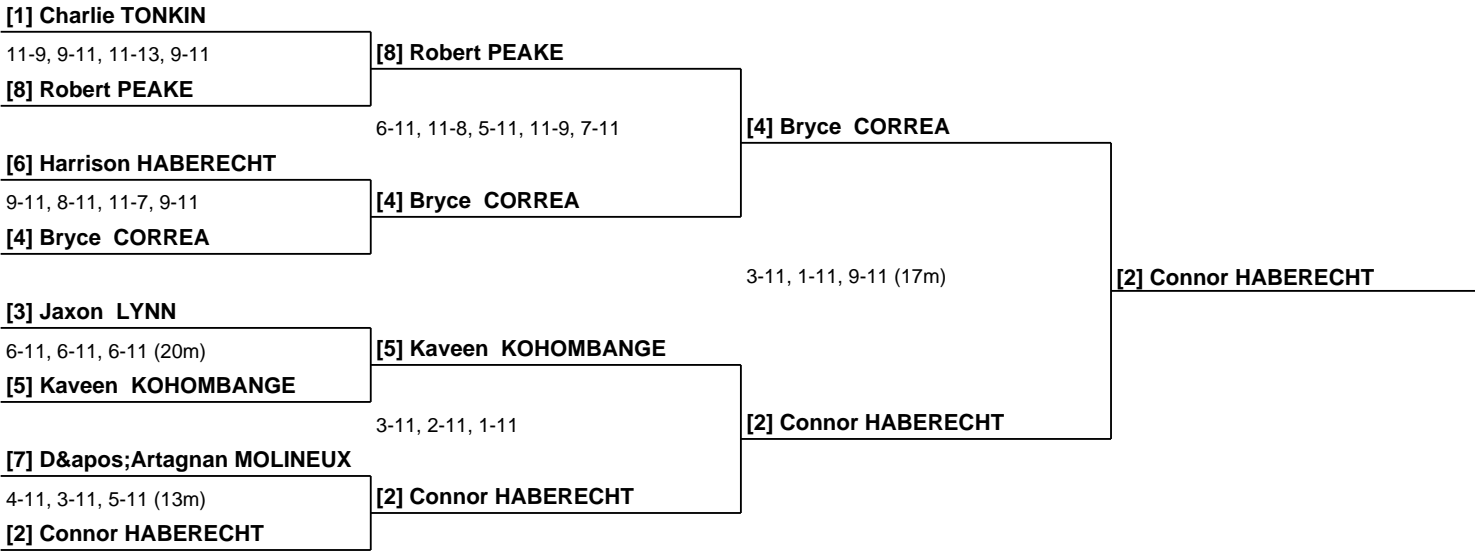 [1] Charlie TONKIN
11-9, 9-11, 11-13, 9-11
[8] Robert PEAKE
[8] Robert PEAKE
6-11, 11-8, 5-11, 11-9, 7-11
[4] Bryce  CORREA
[6] Harrison HABERECHT
9-11, 8-11, 11-7, 9-11
[4] Bryce  CORREA
[4] Bryce  CORREA
3-11, 1-11, 9-11 (17m)
[2] Connor HABERECHT
[3] Jaxon  LYNN
6-11, 6-11, 6-11 (20m)
[5] Kaveen  KOHOMBANGE
[5] Kaveen  KOHOMBANGE
3-11, 2-11, 1-11
[2] Connor HABERECHT
[7] D&apos;Artagnan MOLINEUX
4-11, 3-11, 5-11 (13m)
[2] Connor HABERECHT
[2] Connor HABERECHT